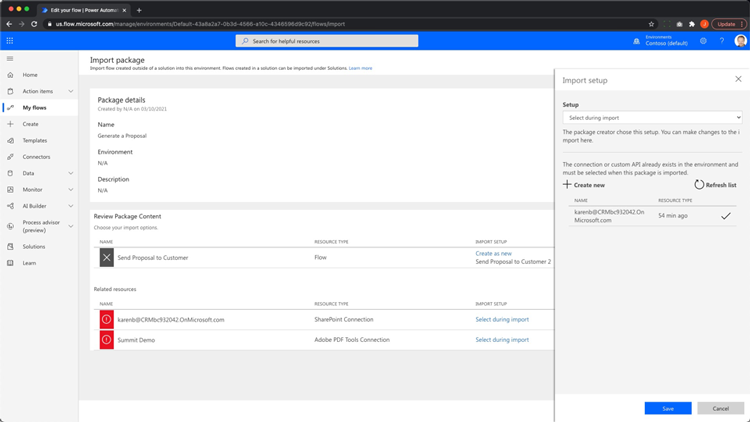 Edit your flow | Power Automat
us.flow.microsoft.com/manage/environments/Default-43a8a2a7-0b3d-4566-a10c-4346596d9c92/flows/import
Update
Search for helpful resources
Environments
Contoso (default)
Home
Action items
My flows
Create
Templates
Connectors
Data
Monitor
AI Builder
Process advisor
(preview)
Solutions
Learn
Import package
Import flow created outside of a solution into this environment. Flows created in a solution can be imported under Solutions. Learn more
Package details
Created by N/A on 03/10/2021
Name
Generate a Proposal
Environment
N/A
Description
N/A
Review Package Content
Choose your import options.
NAME RESOURCE TYPE IMPORT SETUP
Send Proposal to Customer Flow Create as new
Send Proposal to Customer 2
Related resources
NAME RESOURCE TYPE IMPORT SETUP
karenb@CRMbc932042.OnMicrosoft.com SharePoint Connection Select during import
Summit Demo Adobe PDF Tools Connection Select during import
Import setup
Setup
Select during import
The package creator chose this setup. You can make changes to the i
mport here.
The connection or custom API already exists in the environment and
must be selected when this package is imported.
Create new Refresh list
NAME RESOURCE TYPE
karenb@CRMbc932042.On
Microsoft.com
54 min ago
Save Cancel